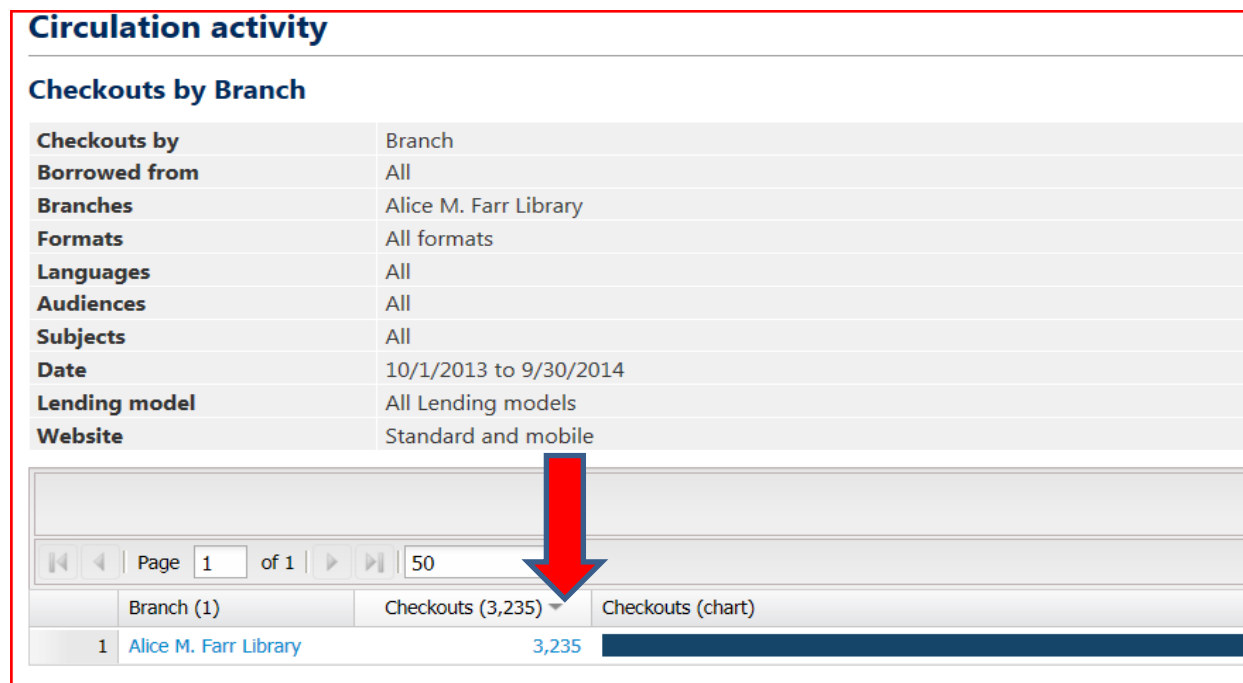 Circulation activity
Checkouts by Branch
Checkouts by Branch
Borrowed from All
Branches Alice M. Farr Library
Formats All formats
Languages All
Audiences All
Subjects All
Date 10/1/2013 to 9/30/2014
Lending model All Lending models
Website Standard and mobile
Page 1 of 1 50
Branch (1) Checkouts (3,235) Checkouts (chart)
1 Alice M. Farr Library 3,235